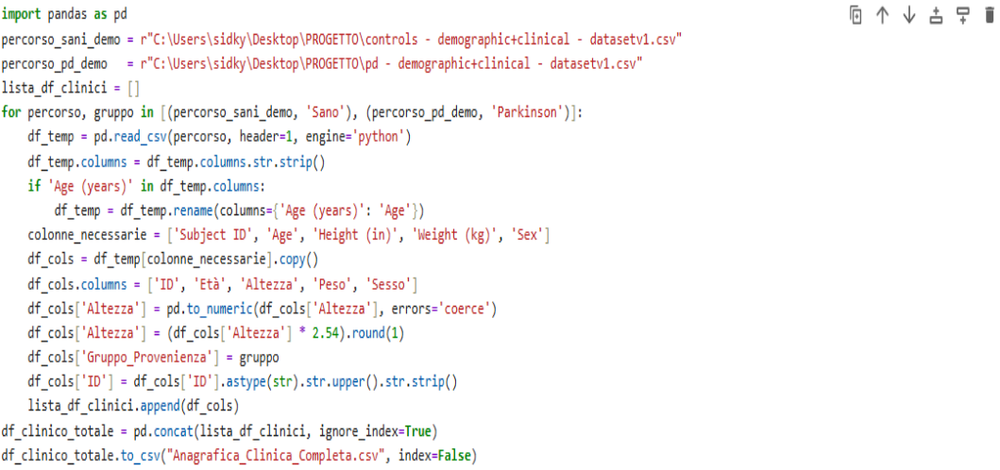 import pandas as pd
percorso_sani_demo = r"C:\Users\sidky\Desktop\PROGETTO\controls - demographic+clinical - datasetv1.csv"
percorso_pd_demo   = r"C:\Users\sidky\Desktop\PROGETTO\pd - demographic+clinical - datasetv1.csv"
lista_df_clinici = []
for percorso, gruppo in [(percorso_sani_demo, 'Sano'), (percorso_pd_demo, 'Parkinson')]:
    df_temp = pd.read_csv(percorso, header=1, engine='python')
    df_temp.columns = df_temp.columns.str.strip()
    if 'Age (years)' in df_temp.columns:
        df_temp = df_temp.rename(columns={'Age (years)': 'Age'})
    colonne_necessarie = ['Subject ID', 'Age', 'Height (in)', 'Weight (kg)', 'Sex']
    df_cols = df_temp[colonne_necessarie].copy()
    df_cols.columns = ['ID', 'Età', 'Altezza', 'Peso', 'Sesso']
    df_cols['Altezza'] = pd.to_numeric(df_cols['Altezza'], errors='coerce')
    df_cols['Altezza'] = (df_cols['Altezza'] * 2.54).round(1)
    df_cols['Gruppo_Provenienza'] = gruppo
    df_cols['ID'] = df_cols['ID'].astype(str).str.upper().str.strip()
    lista_df_clinici.append(df_cols)
df_clinico_totale = pd.concat(lista_df_clinici, ignore_index=True)
df_clinico_totale.to_csv("Anagrafica_Clinica_Completa.csv", index=False)